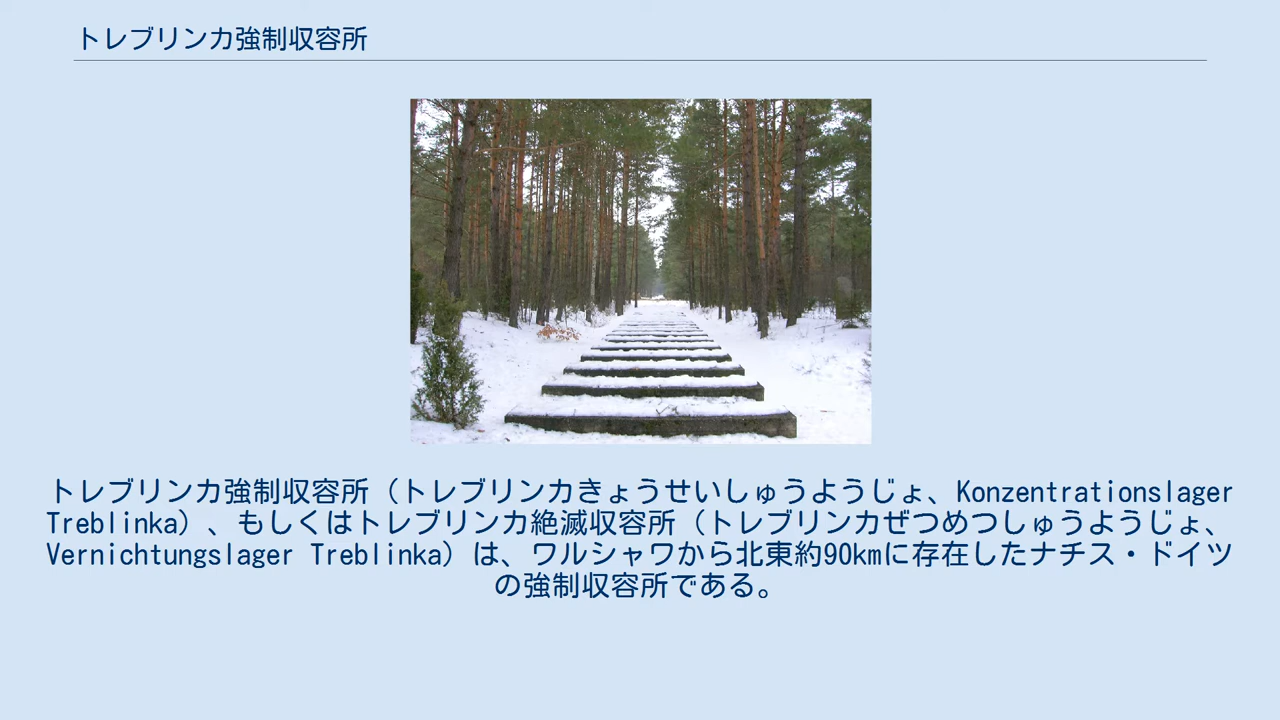 トレブリンカ強制収容所
トレブリンカ強制収容所（トレブリンカきょうせいしゅうようじょ、Konzentrationslager
Treblinka）、もしくはトレブリンカ絶滅収容所（トレブリンカぜつめつしゅうようじょ、
Vernichtungslager Treblinka）は、ワルシャワから北東約90kmに存在したナチス・ドイツ
の強制収容所である。